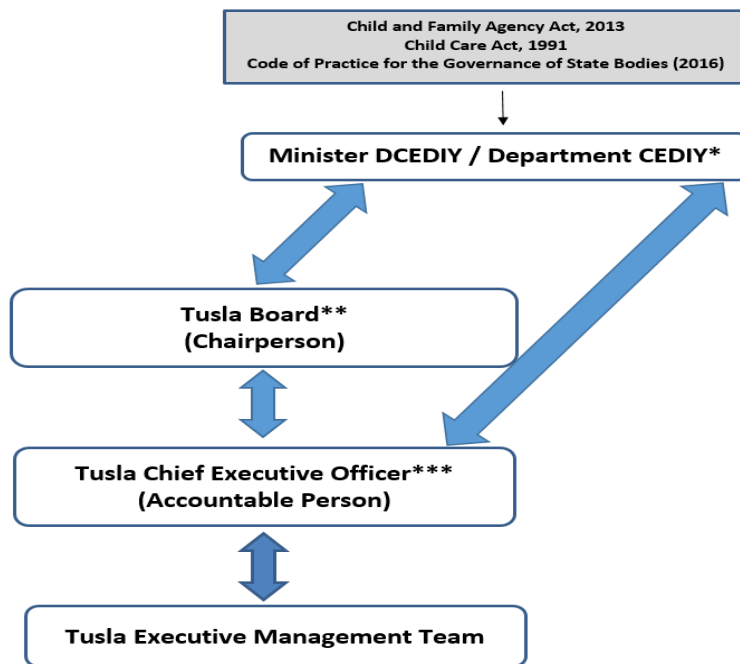 Child and Family Agency Act, 2013
Child Care Act, 1991
Code of Practice for the Governance of State Bodies (2016)
Minister DCEDIY / Department CEDIY*
Tusla Board**
(Chairperson)
Tusla Chief Executive Officer***
(Accountable Person)
Tusla Executive Management Team